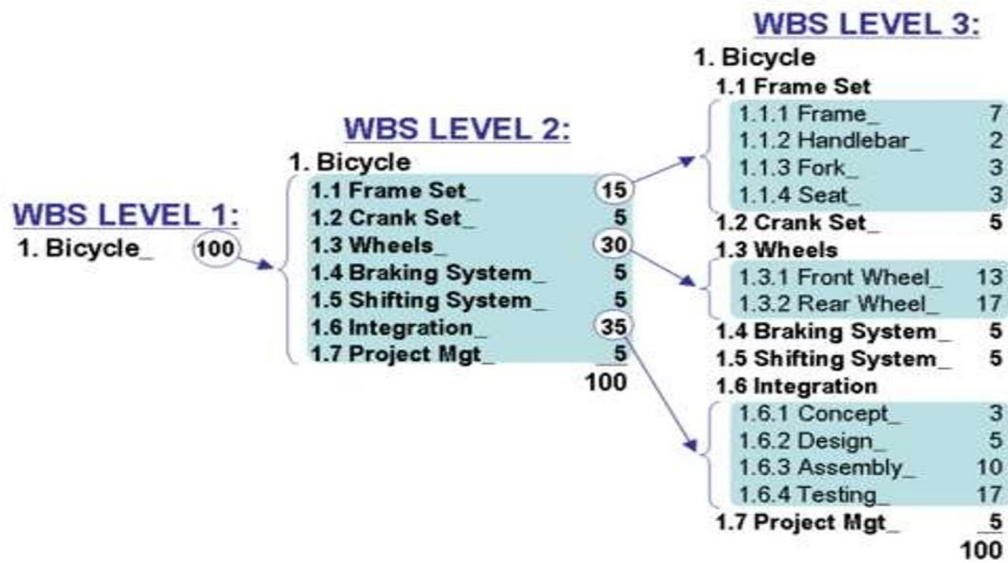 WBS LEVEL 1:
1. Bicycle_ 100
WBS LEVEL 2:
1. Bicycle
1.1 Frame Set_ 15
1.2 Crank Set_ 5
1.3 Wheels_ 30
1.4 Braking System_ 5
1.5 Shifting System_ 5
1.6 Integration_ 35
1.7 Project Mgt_ 5
100
WBS LEVEL 3:
1. Bicycle
1.1 Frame Set
1.1.1 Frame_ 7
1.1.2 Handlebar_ 2
1.1.3 Fork_ 3
1.1.4 Seat_ 3
1.2 Crank Set_ 5
1.3 Wheels
1.3.1 Front Wheel_ 13
1.3.2 Rear Wheel_ 17
1.4 Braking System_ 5
1.5 Shifting System_ 5
1.6 Integration
1.6.1 Concept_ 3
1.6.2 Design_ 5
1.6.3 Assembly_ 10
1.6.4 Testing_ 17
1.7 Project Mgt_ 5
100